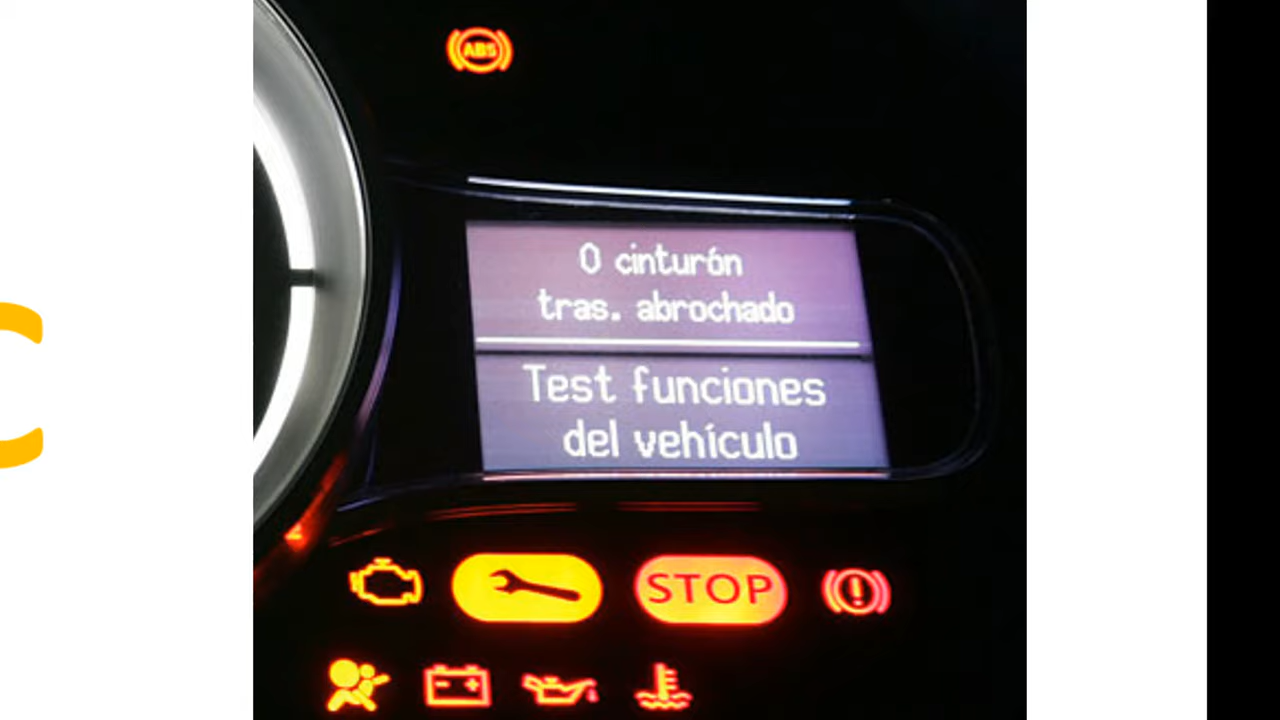 ABS
0 cinturón
tras. abrochado
Test funciones
del vehículo
STOP